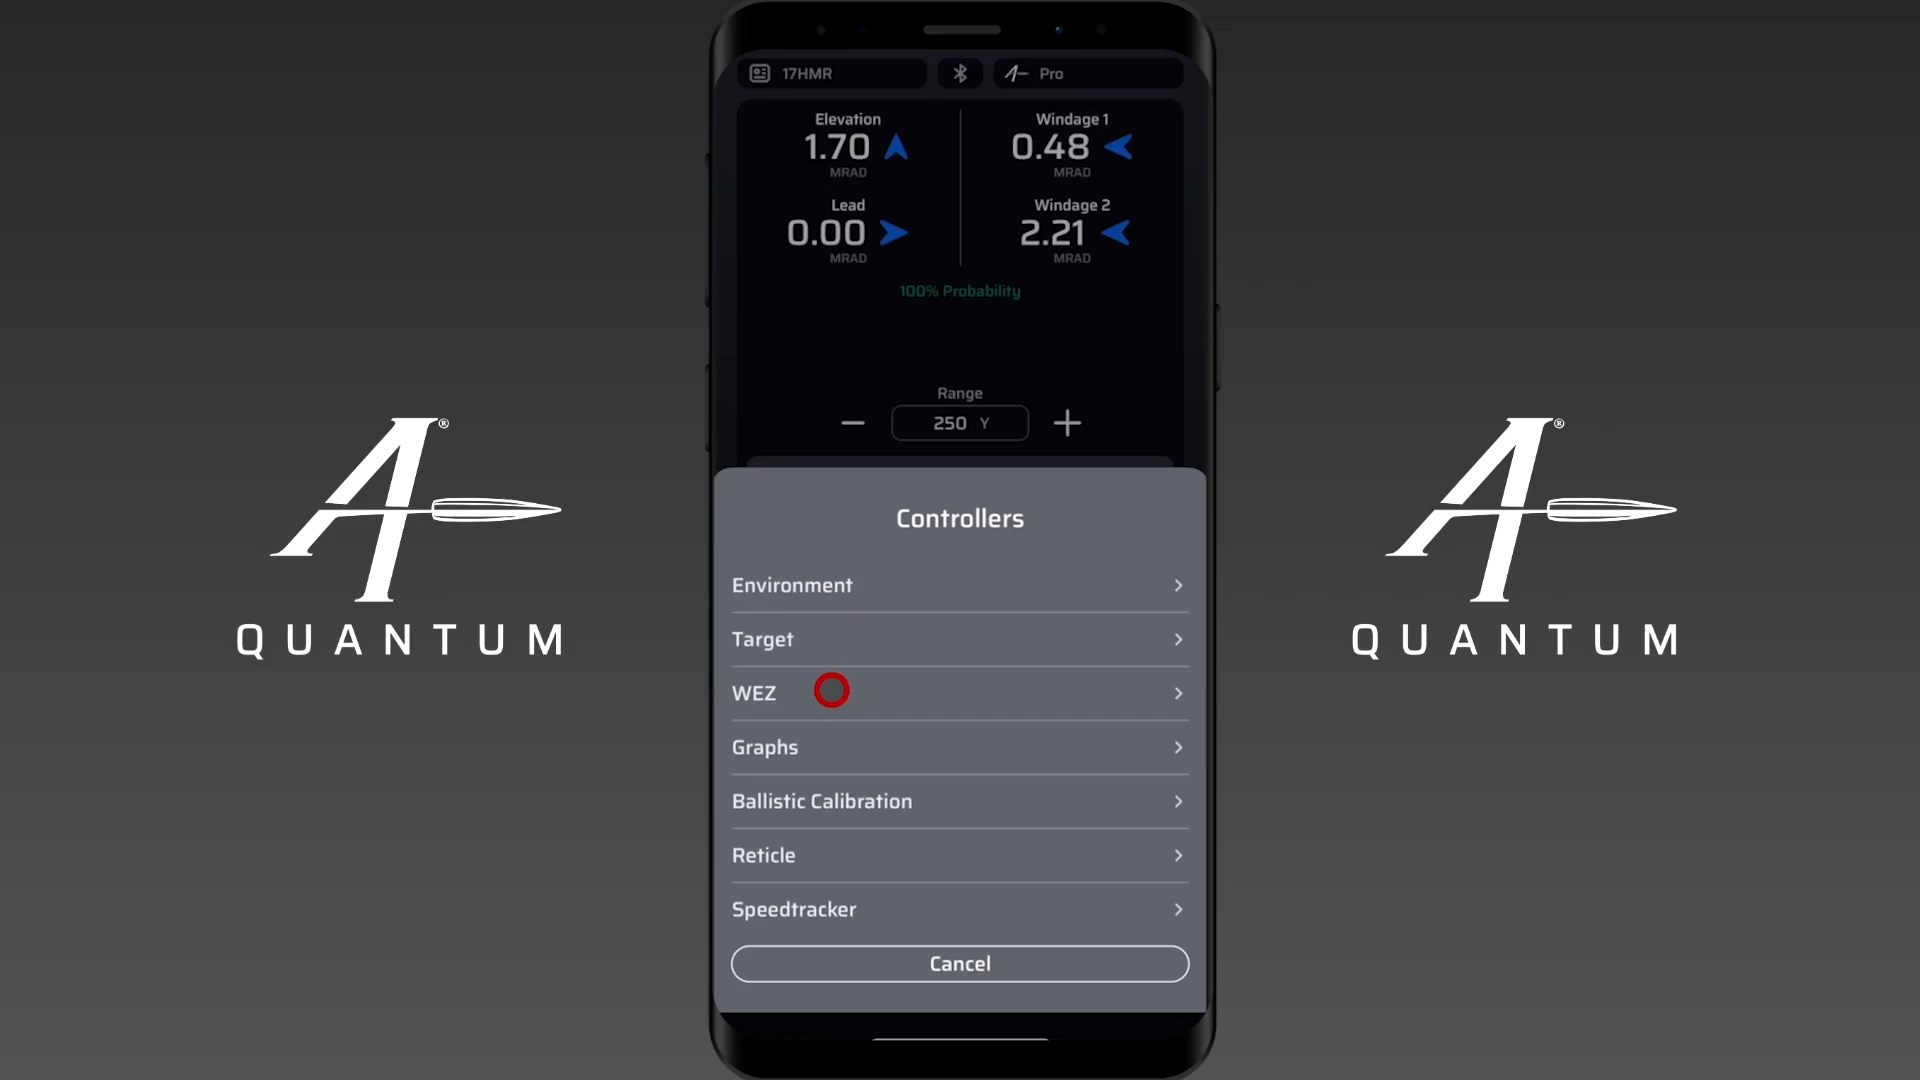 17HMR
Pro
Elevation
1.70
MRAD
Windage 1
0.48
MRAD
Lead
0.00
MRAD
Windage 2
2.21
MRAD
100% Probability
Range
− 250 Y +
Controllers
Environment
Target
WEZ
Graphs
Ballistic Calibration
Reticle
Speedtracker
Cancel
A®
QUANTUM
A®
QUANTUM